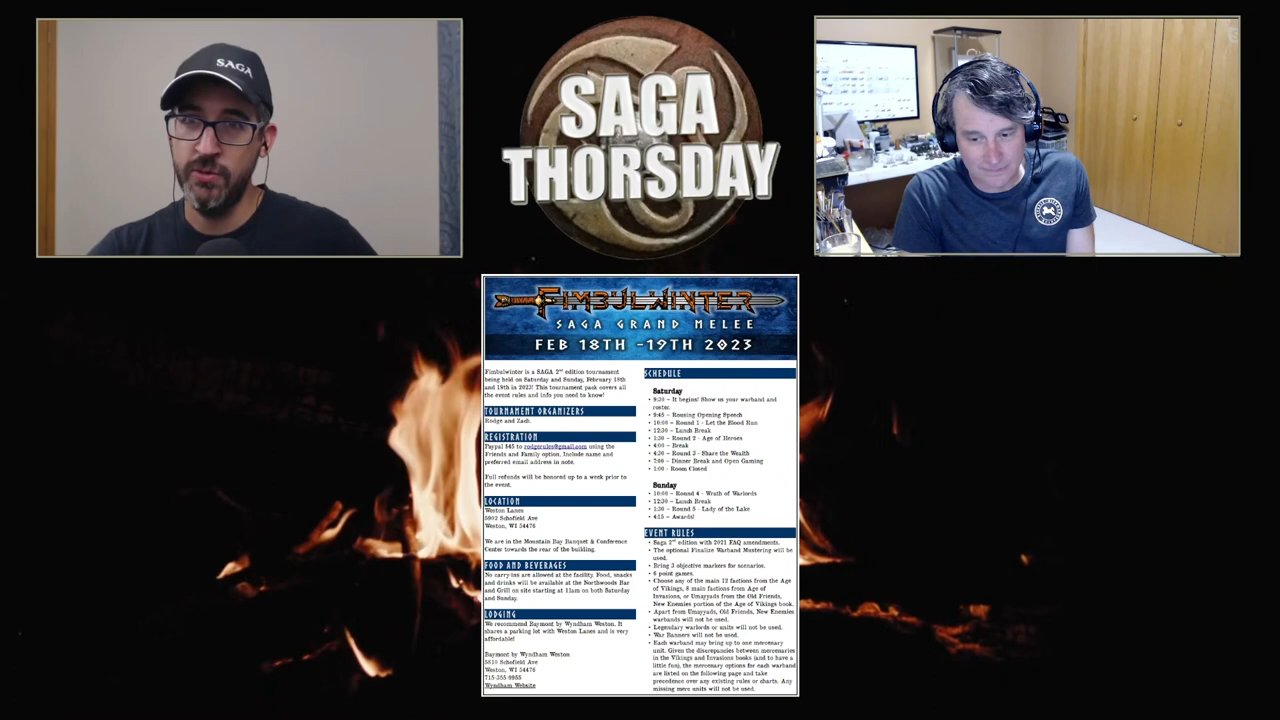 SAGA
SAGA
THORSDAY
FIMBULWINTER
SAGA GRAND MELEE
FEB 18TH -19TH 2023
Fimbulwinter is a SAGA 2nd edition tournament
being held on Saturday and Sunday, February 18th
and 19th in 2023! This tournament pack covers all
the event rules and info you need to know!
TOURNAMENT ORGANIZERS
Rodge and Zach.
REGISTRATION
Paypal $45 to rodgerules@gmail.com using the
Friends and Family option. Include name and
preferred email address in note.
Full refunds will be honored up to a week prior to
the event.
LOCATION
Weston Lanes
5902 Schofield Ave
Weston, WI 54476
We are in the Mountain Bay Banquet & Conference
Center towards the rear of the building.
FOOD AND BEVERAGES
No carry-ins are allowed at the facility. Food, snacks
and drinks will be available at the Northwoods Bar
and Grill on site starting at 11am on both Saturday
and Sunday.
LODGING
We recommend Baymont by Wyndham Weston. It
shares a parking lot with Weston Lanes and is very
affordable!
Baymont by Wyndham Weston
5810 Schofield Ave
Weston, WI 54476
715-355-9955
Wyndham Website
SCHEDULE
Saturday
• 9:30 – It begins! Show us your warband and
roster.
• 9:45 – Rousing Opening Speech
• 10:00 – Round 1 - Let the Blood Run
• 12:30 – Lunch Break
• 1:30 – Round 2 - Age of Heroes
• 4:00 – Break
• 4:30 – Round 3 - Share the Wealth
• 7:00 – Dinner Break and Open Gaming
• 1:00 - Room Closed
Sunday
• 10:00 – Round 4 - Wrath of Warlords
• 12:30 – Lunch Break
• 1:30 – Round 5 - Lady of the Lake
• 4:15 – Awards!
EVENT RULES
• Saga 2nd edition with 2021 FAQ amendments.
• The optional Finalize Warband Mustering will be
used.
• Bring 3 objective markers for scenarios.
• 6 point games.
• Choose any of the main 12 factions from the Age
of Vikings, 8 main factions from Age of
Invasions, or Umayyads from the Old Friends,
New Enemies portion of the Age of Vikings book.
• Apart from Umayyads, Old Friends, New Enemies
warbands will not be used.
• Legendary warlords or units will not be used.
• War Banners will not be used.
• Each warband may bring up to one mercenary
unit. Given the discrepancies between mercenaries
in the Vikings and Invasions books (and to have a
little fun), the mercenary options for each warband
are listed on the following page and take
precedence over any existing rules or charts. Any
missing merc units will not be used.